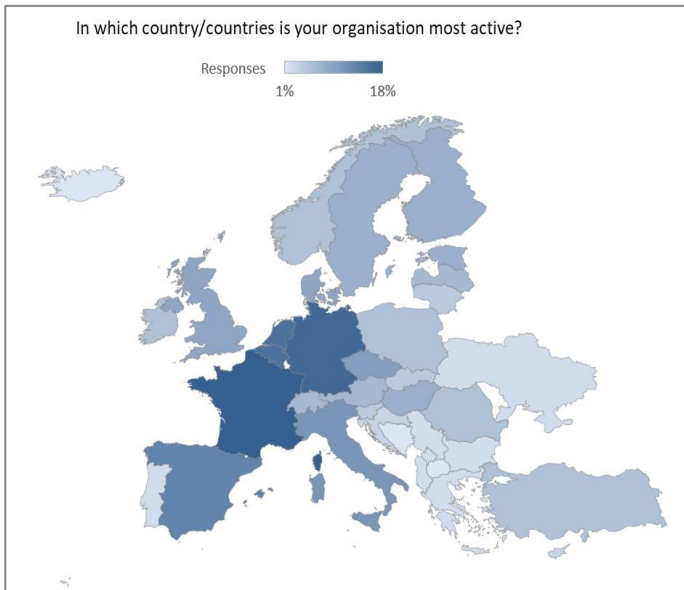 In which country/countries is your organisation most active?
Responses
1% 18%